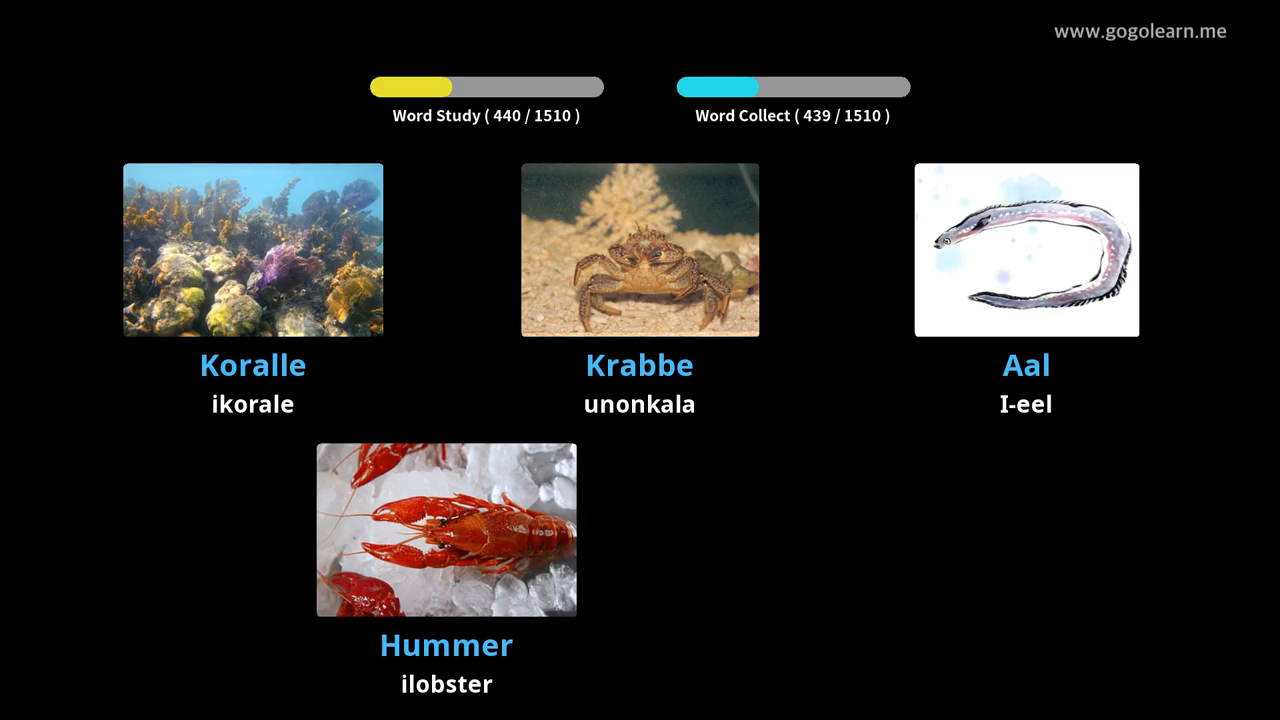 www.gogolearn.me
Word Study ( 440 / 1510 )
Word Collect ( 439 / 1510 )
Koralle
ikorale
Krabbe
unonkala
Aal
I-eel
Hummer
ilobster